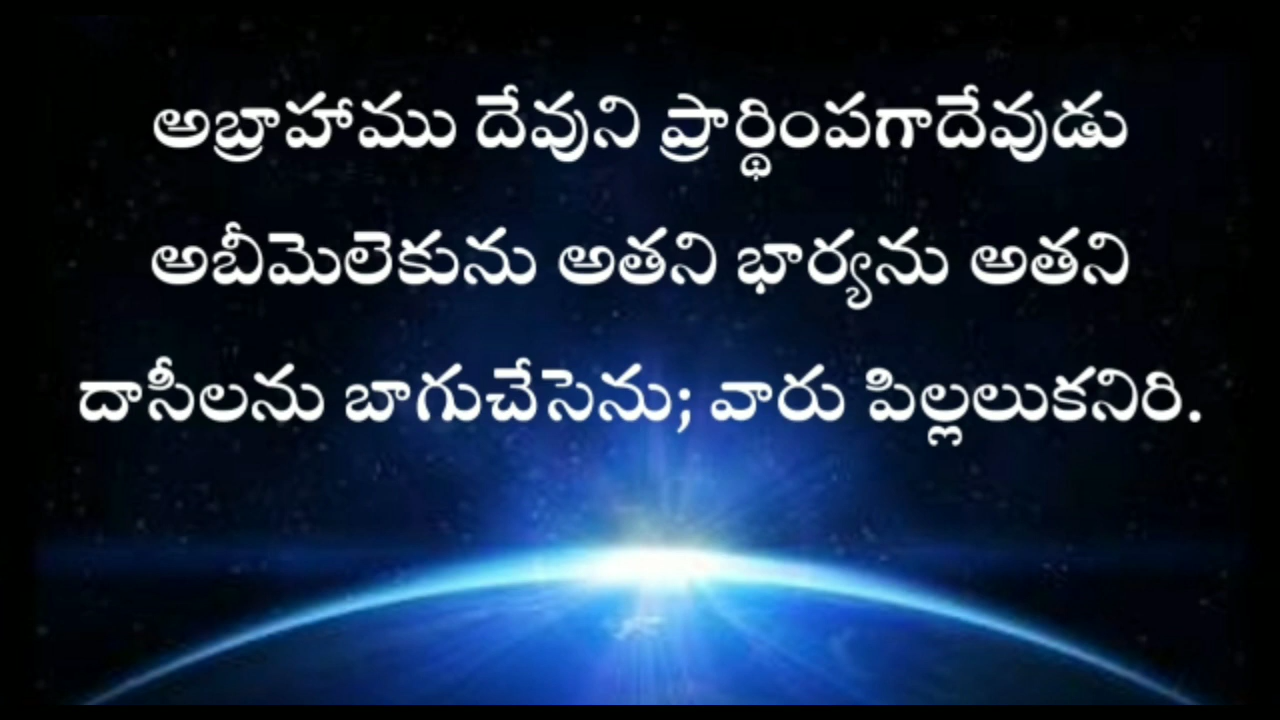 అబ్రాహాము దేవుని ప్రార్థింపగాదేవుడు
అబీమెలెకును అతని భార్యను అతని
దాసీలను బాగుచేసెను; వారు పిల్లలుకనిరి.